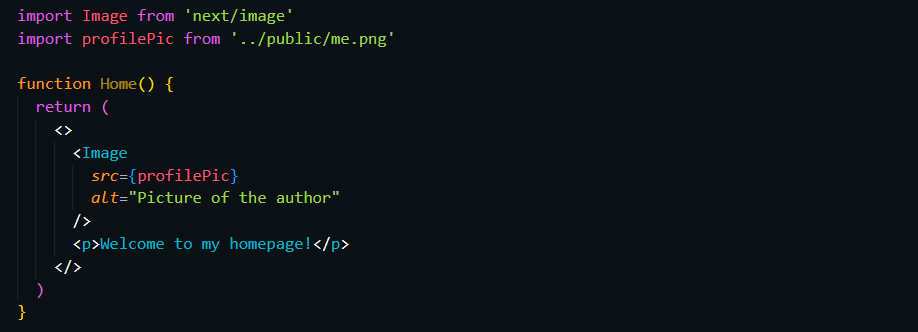 import Image from 'next/image'
import profilePic from '../public/me.png'

function Home() {
  return (
    <>
      <Image
        src={profilePic}
        alt="Picture of the author"
      />
      <p>Welcome to my homepage!</p>
    </>
  )
}